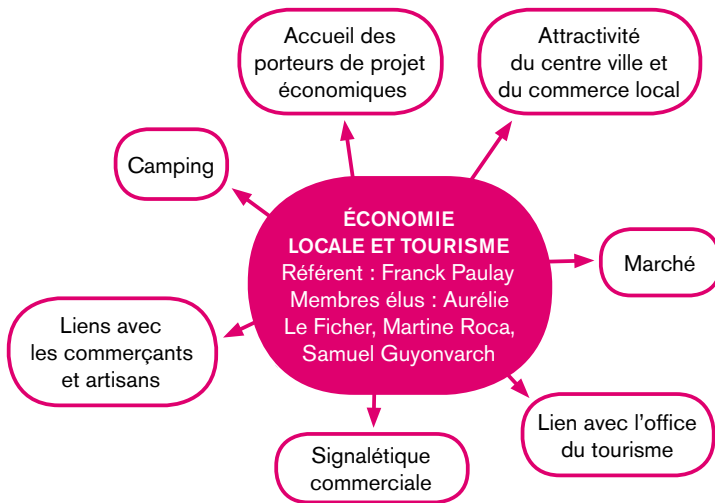 Accueil des
porteurs de projet
économiques
Attractivité
du centre ville et
du commerce local
Camping
ÉCONOMIE
LOCALE ET TOURISME
Référent : Franck Paulay
Membres élus : Aurélie
Le Ficher, Martine Roca,
Samuel Guyonvarch
Marché
Liens avec
les commerçants
et artisans
Lien avec l'office
du tourisme
Signalétique
commerciale